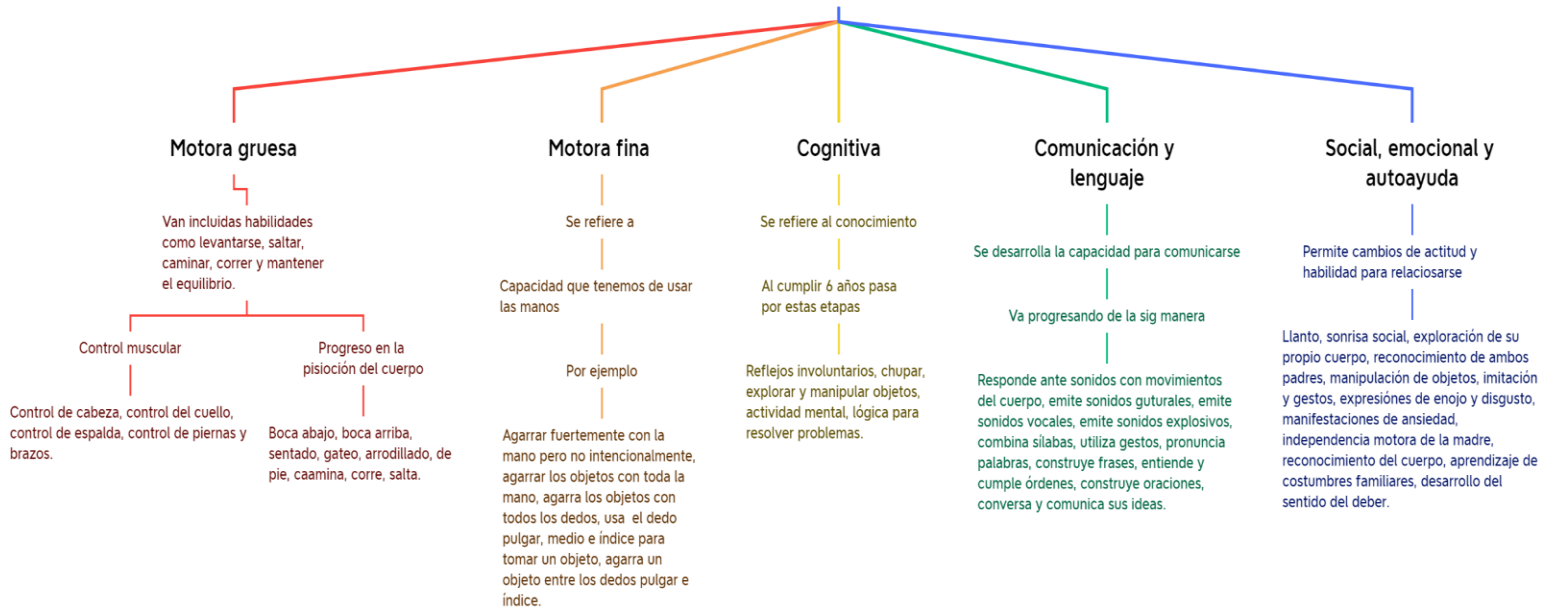 Motora gruesa
Van incluidas habilidades
como levantarse, saltar,
caminar, correr y mantener
el equilibrio.
Control muscular
Control de cabeza, control del cuello,
control de espalda, control de piernas y
brazos.
Progreso en la
pisioción del cuerpo
Boca abajo, boca arriba,
sentado, gateo, arrodillado, de
pie, caamina, corre, salta.
Motora fina
Se refiere a
Capacidad que tenemos de usar
las manos
Por ejemplo
Agarrar fuertemente con la
mano pero no intencionalmente,
agarrar los objetos con toda la
mano, agarra los objetos con
todos los dedos, usa el dedo
pulgar, medio e índice para
tomar un objeto, agarra un
objeto entre los dedos pulgar e
índice.
Cognitiva
Se refiere al conocimiento
Al cumplir 6 años pasa
por estas etapas
Reflejos involuntarios, chupar,
explorar y manipular objetos,
actividad mental, lógica para
resolver problemas.
Comunicación y
lenguaje
Se desarrolla la capacidad para comunicarse
Va progresando de la sig manera
Responde ante sonidos con movimientos
del cuerpo, emite sonidos guturales, emite
sonidos vocales, emite sonidos explosivos,
combina sílabas, utiliza gestos, pronuncia
palabras, construye frases, entiende y
cumple órdenes, construye oraciones,
conversa y comunica sus ideas.
Social, emocional y
autoayuda
Permite cambios de actitud y
habilidad para relaciosarse
Llanto, sonrisa social, exploración de su
propio cuerpo, reconocimiento de ambos
padres, manipulación de objetos, imitación
y gestos, expresiónes de enojo y disgusto,
manifestaciones de ansiedad,
independencia motora de la madre,
reconocimiento del cuerpo, aprendizaje de
costumbres familiares, desarrollo del
sentido del deber.